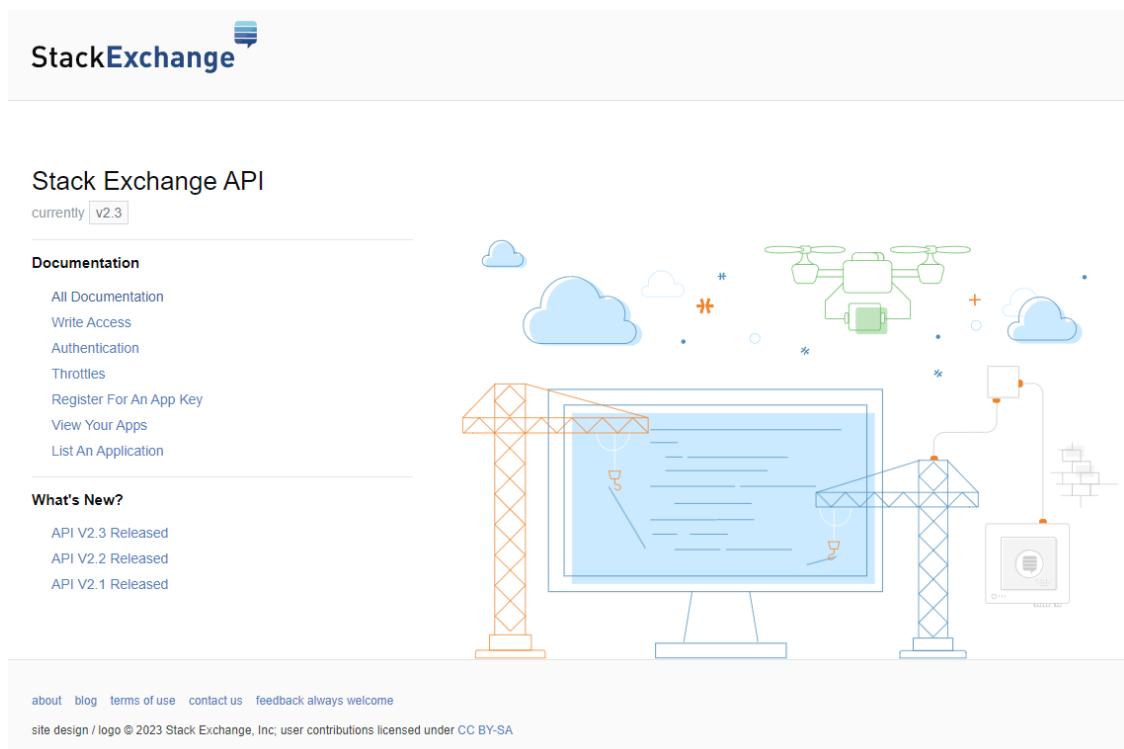 StackExchange
Stack Exchange API
currently v2.3
Documentation
All Documentation
Write Access
Authentication
Throttles
Register For An App Key
View Your Apps
List An Application
What's New?
API V2.3 Released
API V2.2 Released
API V2.1 Released
about blog terms of use contact us feedback always welcome
site design / logo © 2023 Stack Exchange, Inc; user contributions licensed under CC BY-SA